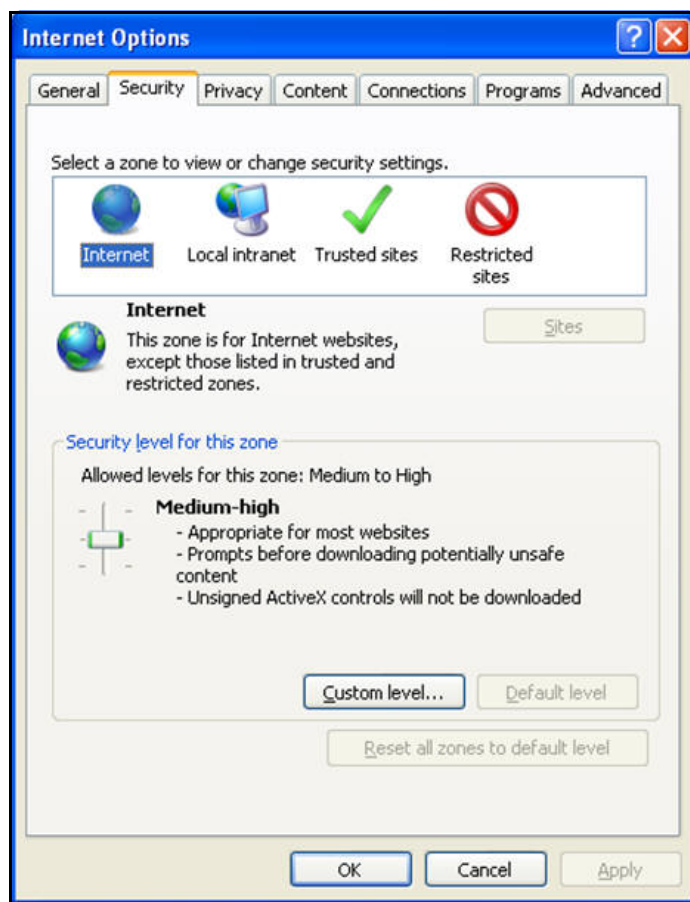 Internet Options
General Security Privacy Content Connections Programs Advanced
Select a zone to view or change security settings.
Internet Local intranet Trusted sites Restricted
sites
Internet
Sites
This zone is for Internet websites,
except those listed in trusted and
restricted zones.
Security level for this zone
Allowed levels for this zone: Medium to High
Medium-high
- Appropriate for most websites
- Prompts before downloading potentially unsafe
content
- Unsigned ActiveX controls will not be downloaded
Custom level... Default level
Reset all zones to default level
OK Cancel Apply